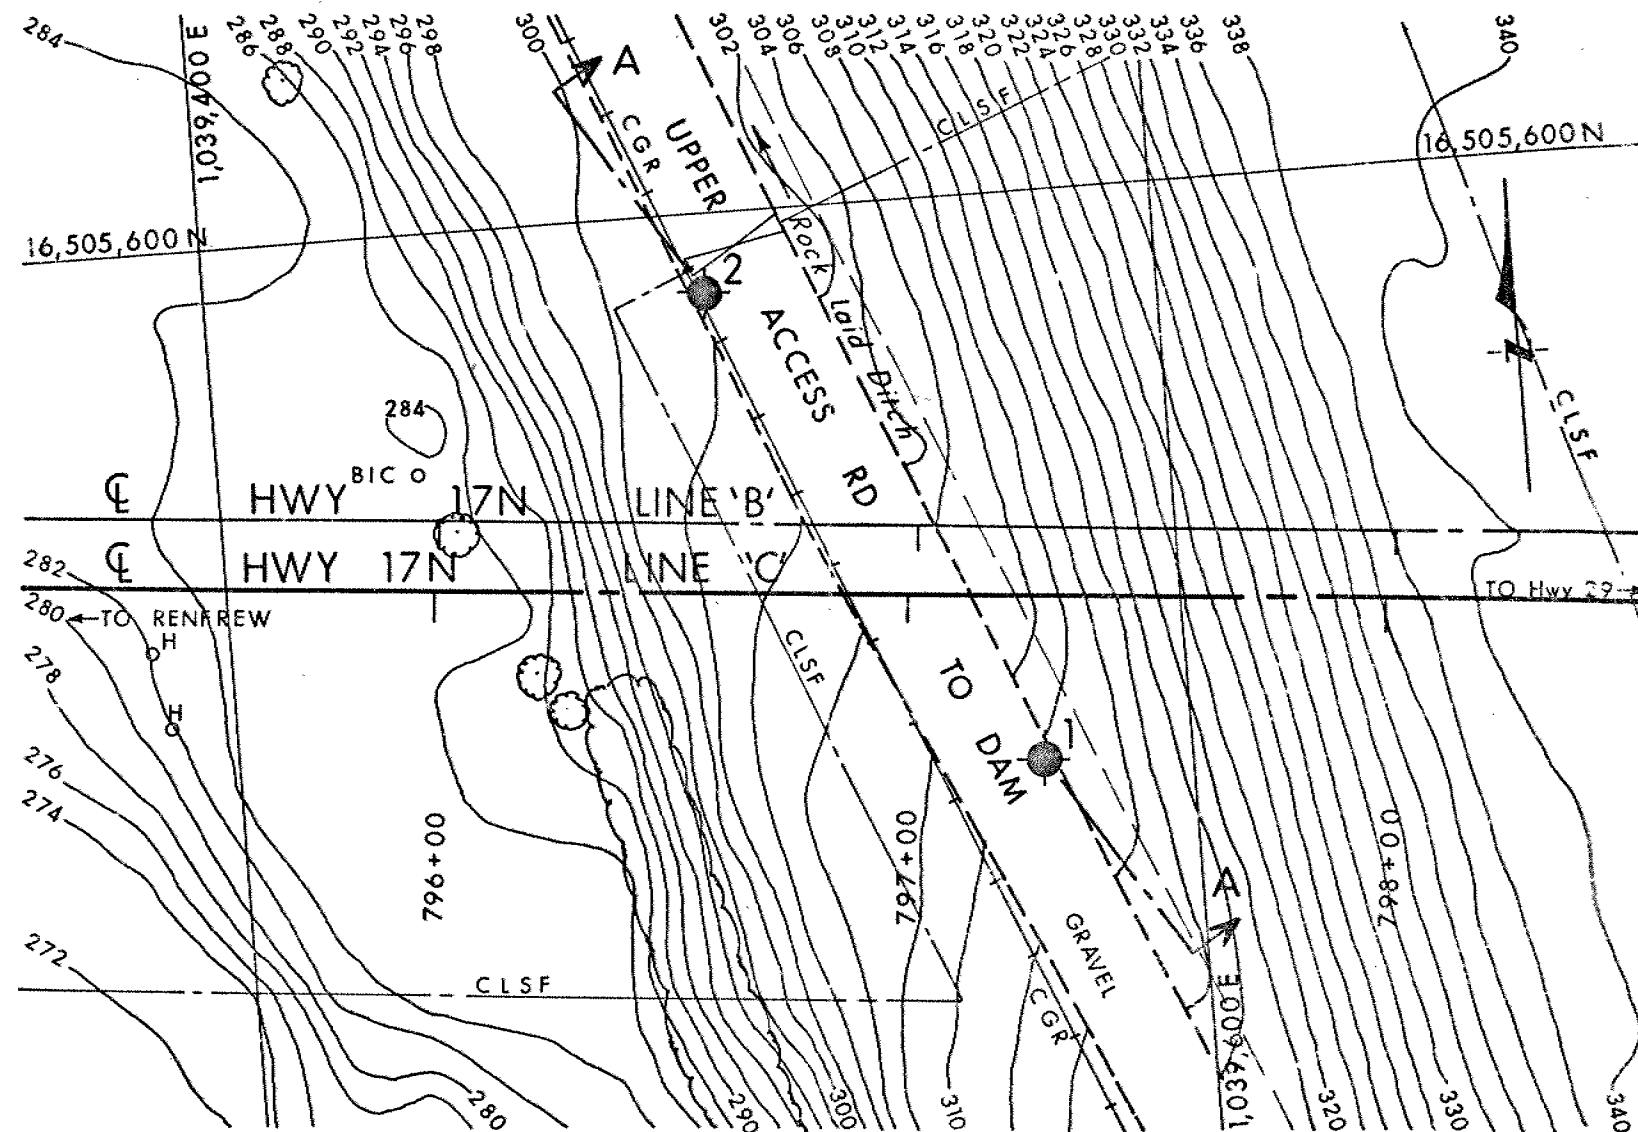 284
1,039,400 E
286
288
290
292
294
296
298
300
302
304
306
308
310
312
314
316
318
320
322
324
326
328
330
332
334
336
338
340
A
CGR
UPPER
CLSF
16,505,600 N
16,505,600 N
2
Rock Laid Ditch
ACCESS
N
284
BIC
RD
CLSF
℄ HWY 17N LINE 'B'
℄ HWY 17N LINE 'C'
282
280
←TO RENFREW
TO Hwy 29→
H
278
H
CLSF
TO
DAM
1
276
274
796+00
797+00
798+00
A
GRAVEL
272
CLSF
CGR
1,039,600 E
280
290
300
310
320
330
340